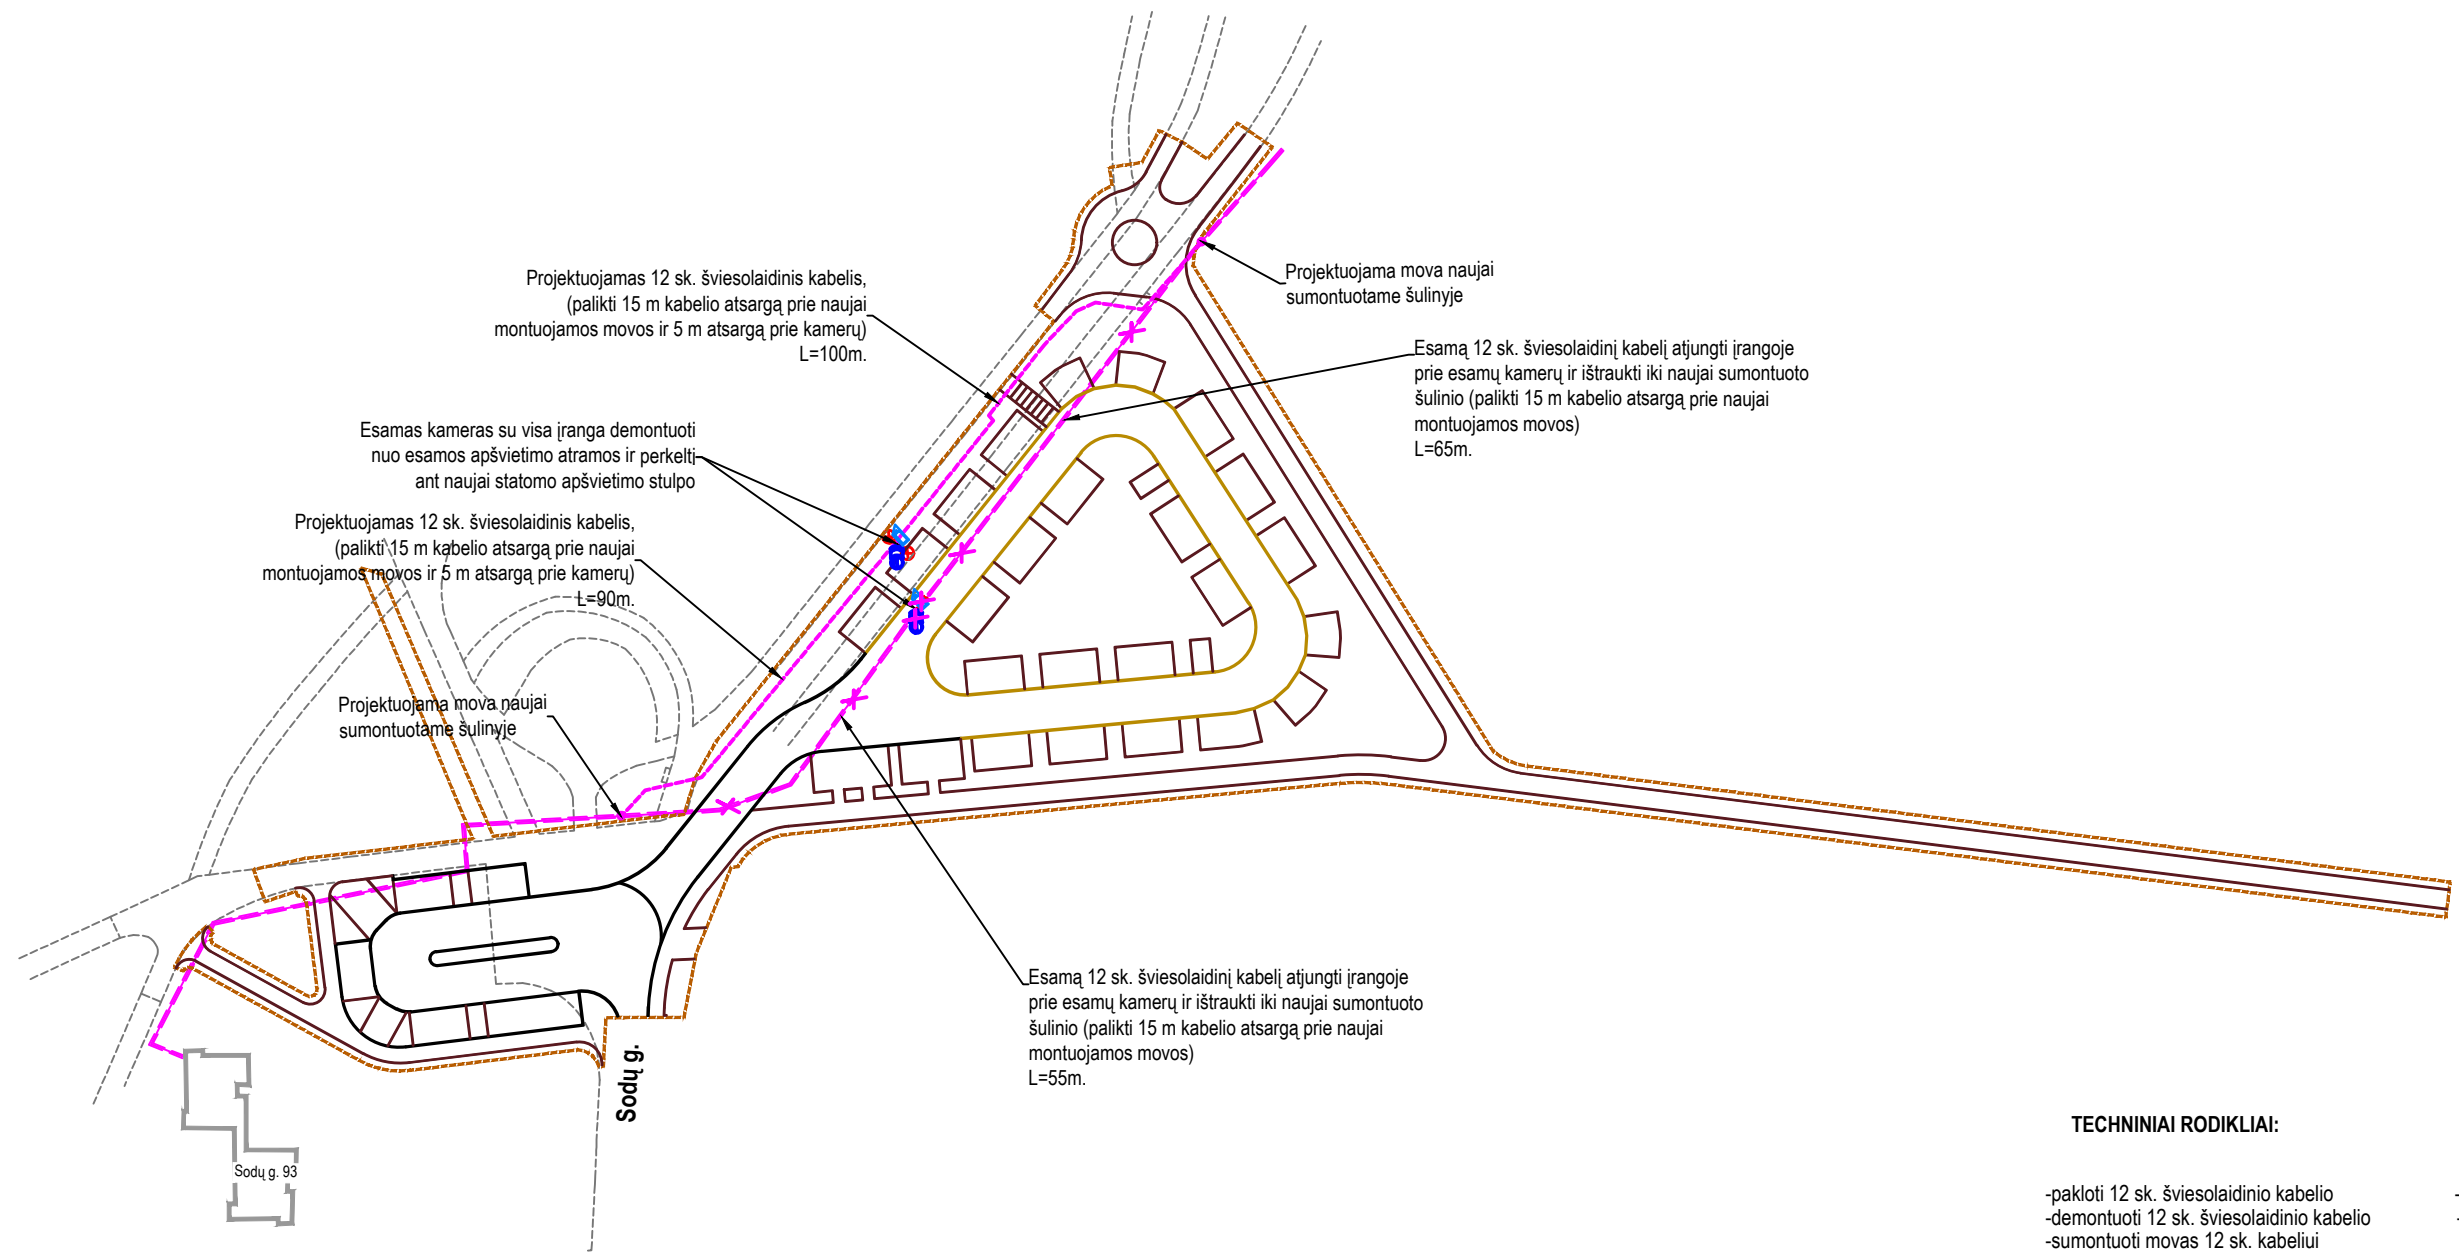 Projektuojamas 12 sk. šviesolaidinis kabelis,
(palikti 15 m kabelio atsargą prie naujai
montuojamos movos ir 5 m atsargą prie kamerų)
L=100m.
Projektuojama mova naujai
sumontuotame šulinyje
Esamą 12 sk. šviesolaidinį kabelį atjungti įrangoje
prie esamų kamerų ir ištraukti iki naujai sumontuoto
šulinio (palikti 15 m kabelio atsargą prie naujai
montuojamos movos)
L=65m.
Esamas kameras su visa įranga demontuoti
nuo esamos apšvietimo atramos ir perkelti
ant naujai statomo apšvietimo stulpo
Projektuojamas 12 sk. šviesolaidinis kabelis,
(palikti 15 m kabelio atsargą prie naujai
montuojamos movos ir 5 m atsargą prie kamerų)
L=90m.
Projektuojama mova naujai
sumontuotame šulinyje
Esamą 12 sk. šviesolaidinį kabelį atjungti įrangoje
prie esamų kamerų ir ištraukti iki naujai sumontuoto
šulinio (palikti 15 m kabelio atsargą prie naujai
montuojamos movos)
L=55m.
Sodų g.
Sodų g. 93
TECHNINIAI RODIKLIAI:
-pakloti 12 sk. šviesolaidinio kabelio -
-demontuoti 12 sk. šviesolaidinio kabelio -
-sumontuoti movas 12 sk. kabeliui